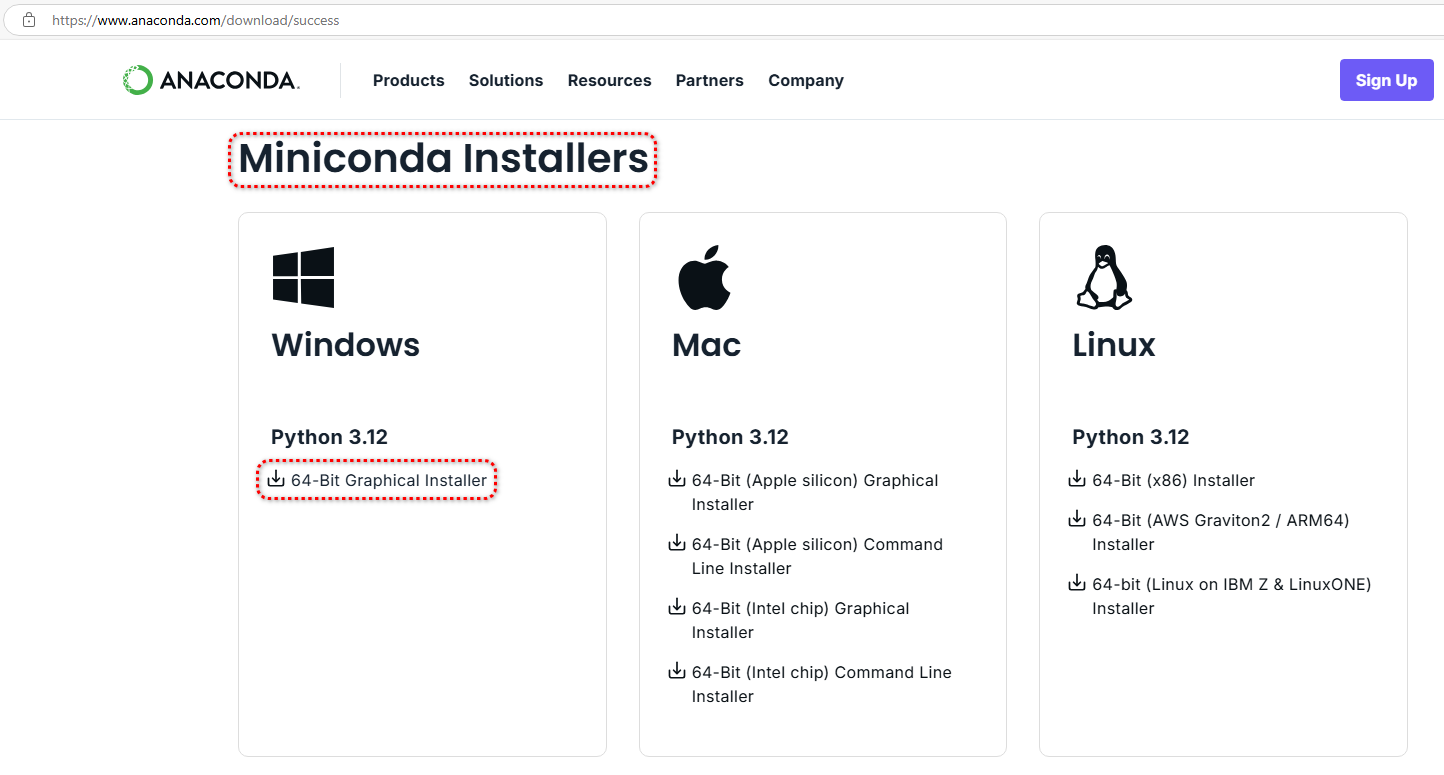 https://www.anaconda.com/download/success
ANACONDA.
Products Solutions Resources Partners Company
Sign Up
Miniconda Installers
Windows
Python 3.12
64-Bit Graphical Installer
Mac
Python 3.12
64-Bit (Apple silicon) Graphical
Installer
64-Bit (Apple silicon) Command
Line Installer
64-Bit (Intel chip) Graphical
Installer
64-Bit (Intel chip) Command Line
Installer
Linux
Python 3.12
64-Bit (x86) Installer
64-Bit (AWS Graviton2 / ARM64)
Installer
64-bit (Linux on IBM Z & LinuxONE)
Installer